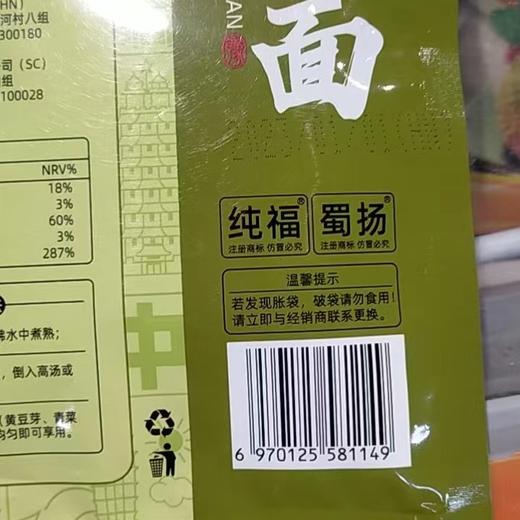 HN)
河村八组
300180
司 (SC)
组
100028
AN
面
NRV%
18%
3%
60%
3%
287%
纯福®
注册商标 仿冒必究
蜀扬®
注册商标 仿冒必究
温馨提示
若发现胀袋，破袋请勿食用！
请立即与经销商联系更换。
沸水中煮熟；
，倒入高汤或
（黄豆芽、青菜
匀即可享用。
6 970125 581149